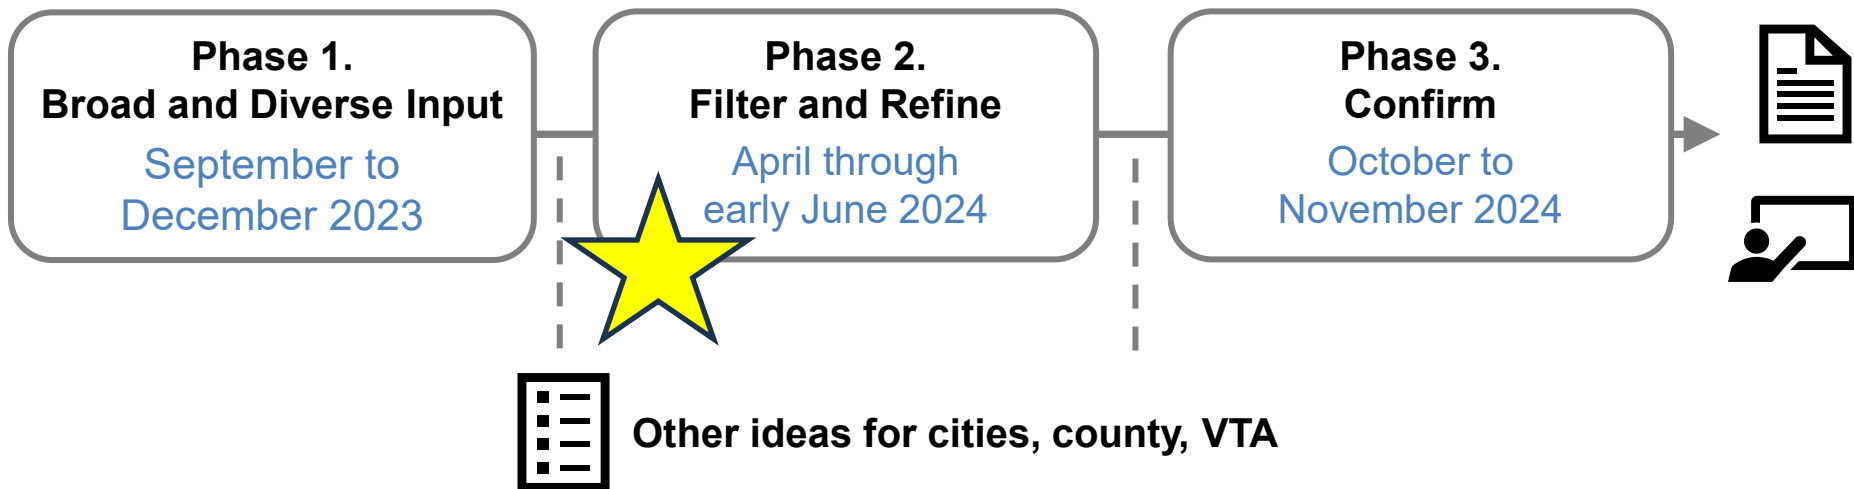 Phase 1.
Broad and Diverse Input
September to
December 2023
Phase 2.
Filter and Refine
April through
early June 2024
Phase 3.
Confirm
October to
November 2024
Other ideas for cities, county, VTA